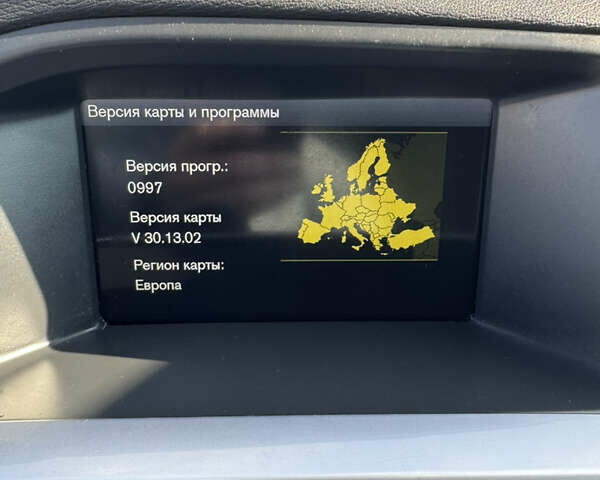 Версия карты и программы
Версия прогр.:
0997
Версия карты
V 30.13.02
Регион карты:
Европа